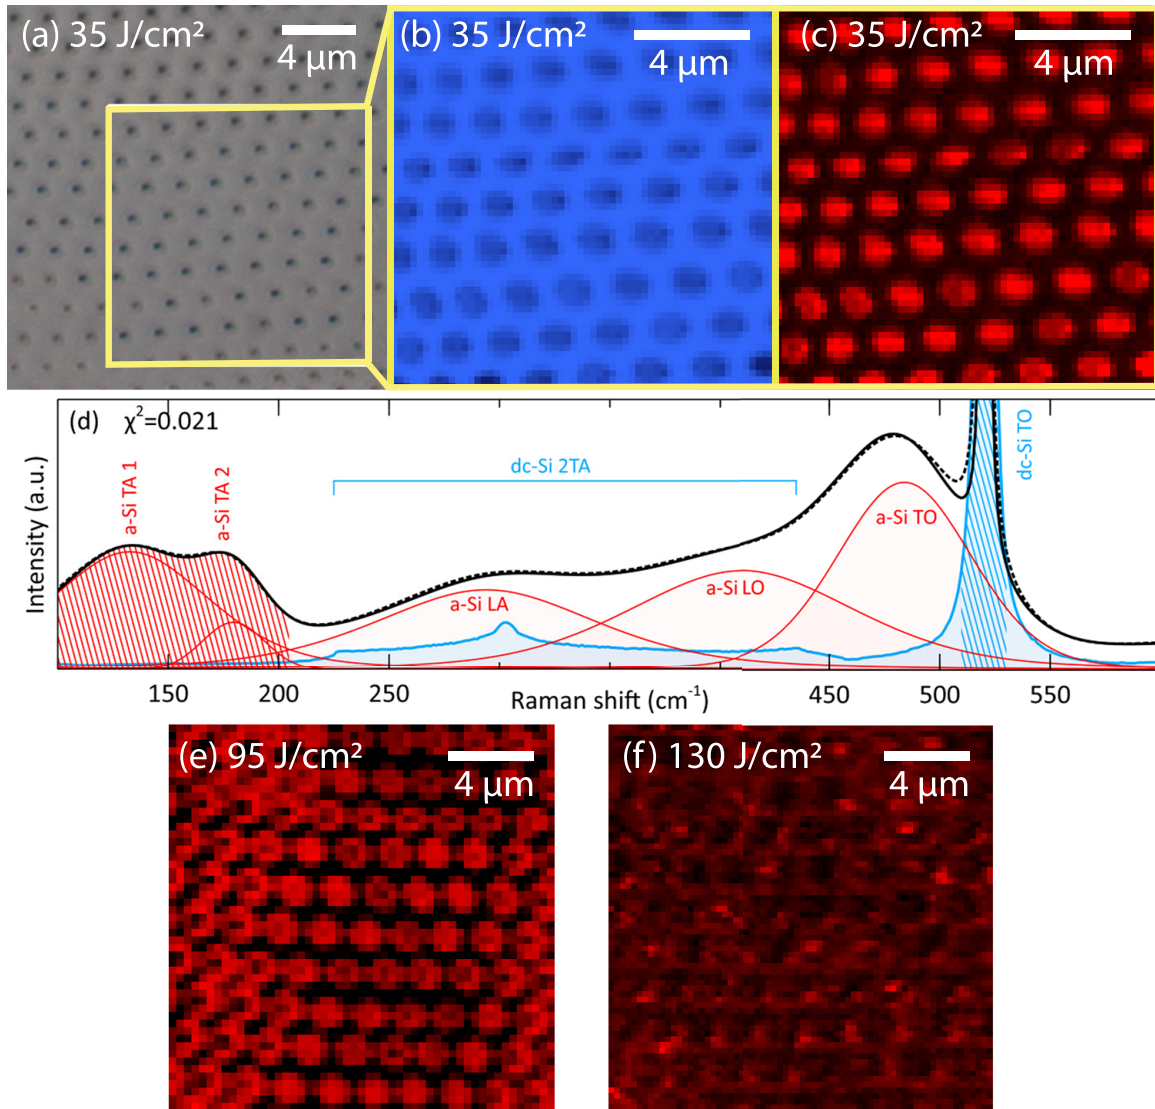 (a) 35 J/cm²
4 μm
(b) 35 J/cm²
4 μm
(c) 35 J/cm²
4 μm
(d) χ²=0.021
Intensity (a.u.)
a-Si TA 1
a-Si TA 2
dc-Si 2TA
a-Si LA
a-Si LO
a-Si TO
dc-Si TO
150 200 250 Raman shift (cm⁻¹) 450 500 550
(e) 95 J/cm²
4 μm
(f) 130 J/cm²
4 μm